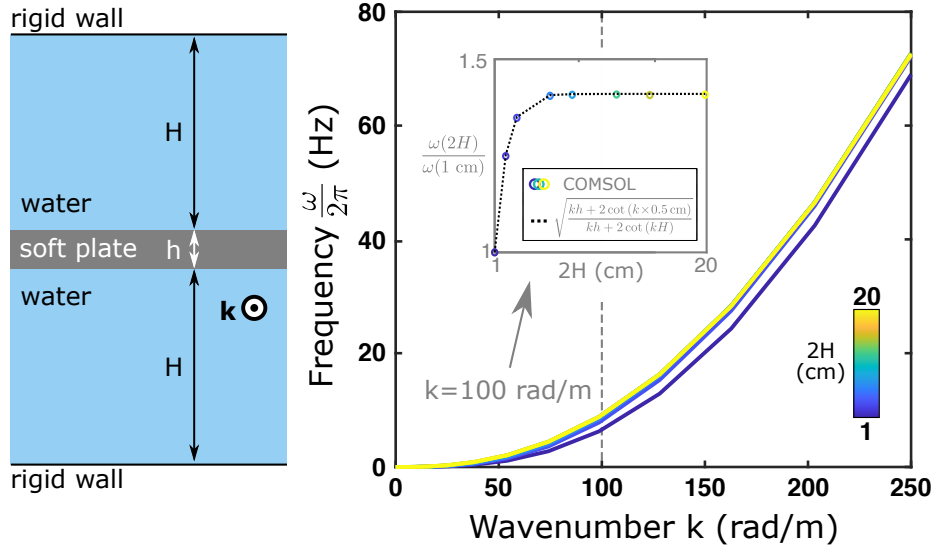 rigid wall
H
water
soft plate
h
water
k
H
rigid wall
Frequency ω/2π (Hz)
80
60
40
20
0
0
50
100
150
200
250
Wavenumber k (rad/m)
1.5
1
ω(2H)/ω(1 cm)
COMSOL
√((kh + 2 cot (k×0.5 cm))/(kh + 2 cot (kH)))
1
2H (cm)
20
k=100 rad/m
20
2H
(cm)
1